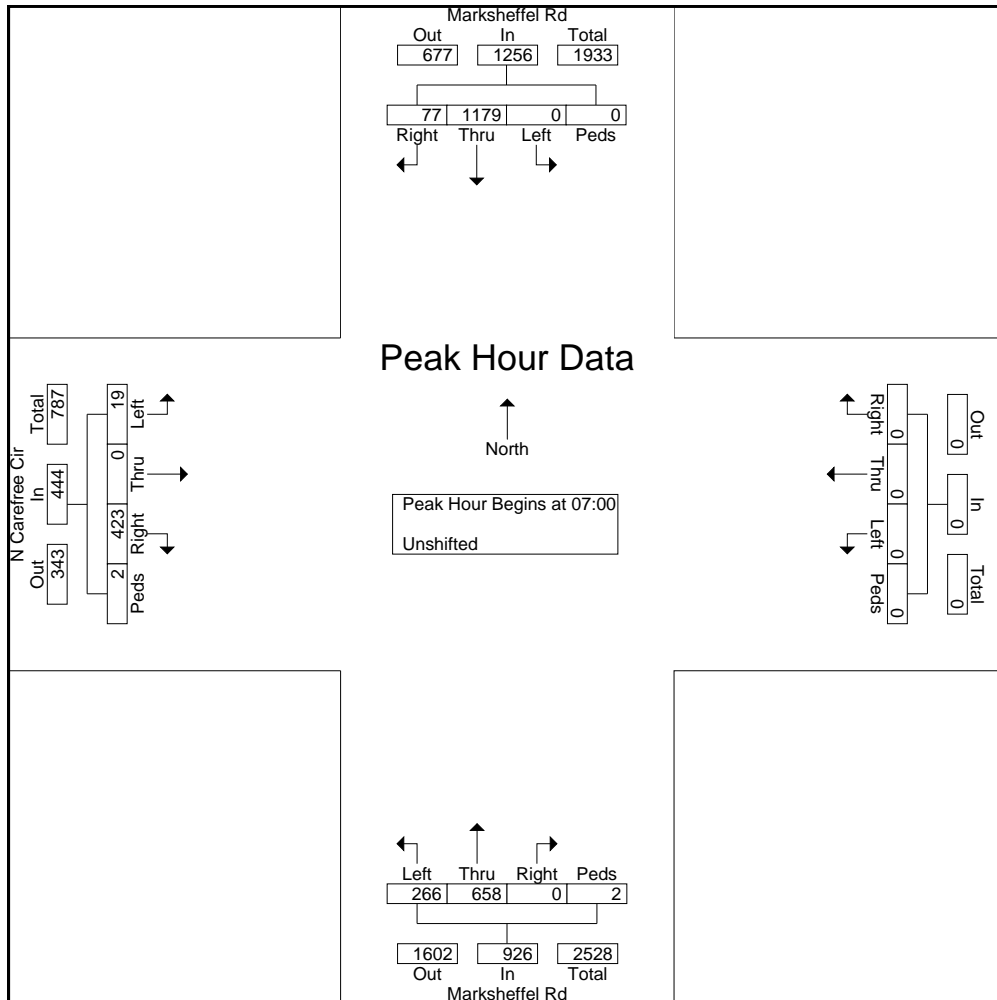 Marksheffel Rd
Out In Total
677 1256 1933
77 1179 0 0
Right Thru Left Peds
Peak Hour Data
North
Peak Hour Begins at 07:00
Unshifted
N Carefree Cir
Out In Total
343 444 787
2 423 0 19
Peds Right Thru Left
Out In Total
0 0 0
0 0 0 0
Right Thru Left Peds
Left Thru Right Peds
266 658 0 2
1602 926 2528
Out In Total
Marksheffel Rd